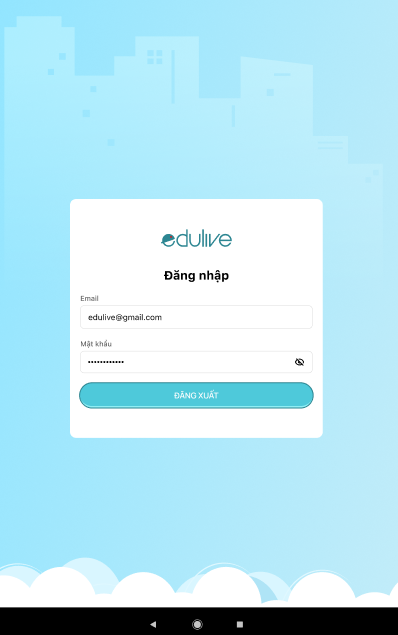 edulive
Đăng nhập
Email
edulive@gmail.com
Mật khẩu
••••••••••••
ĐĂNG XUẤT